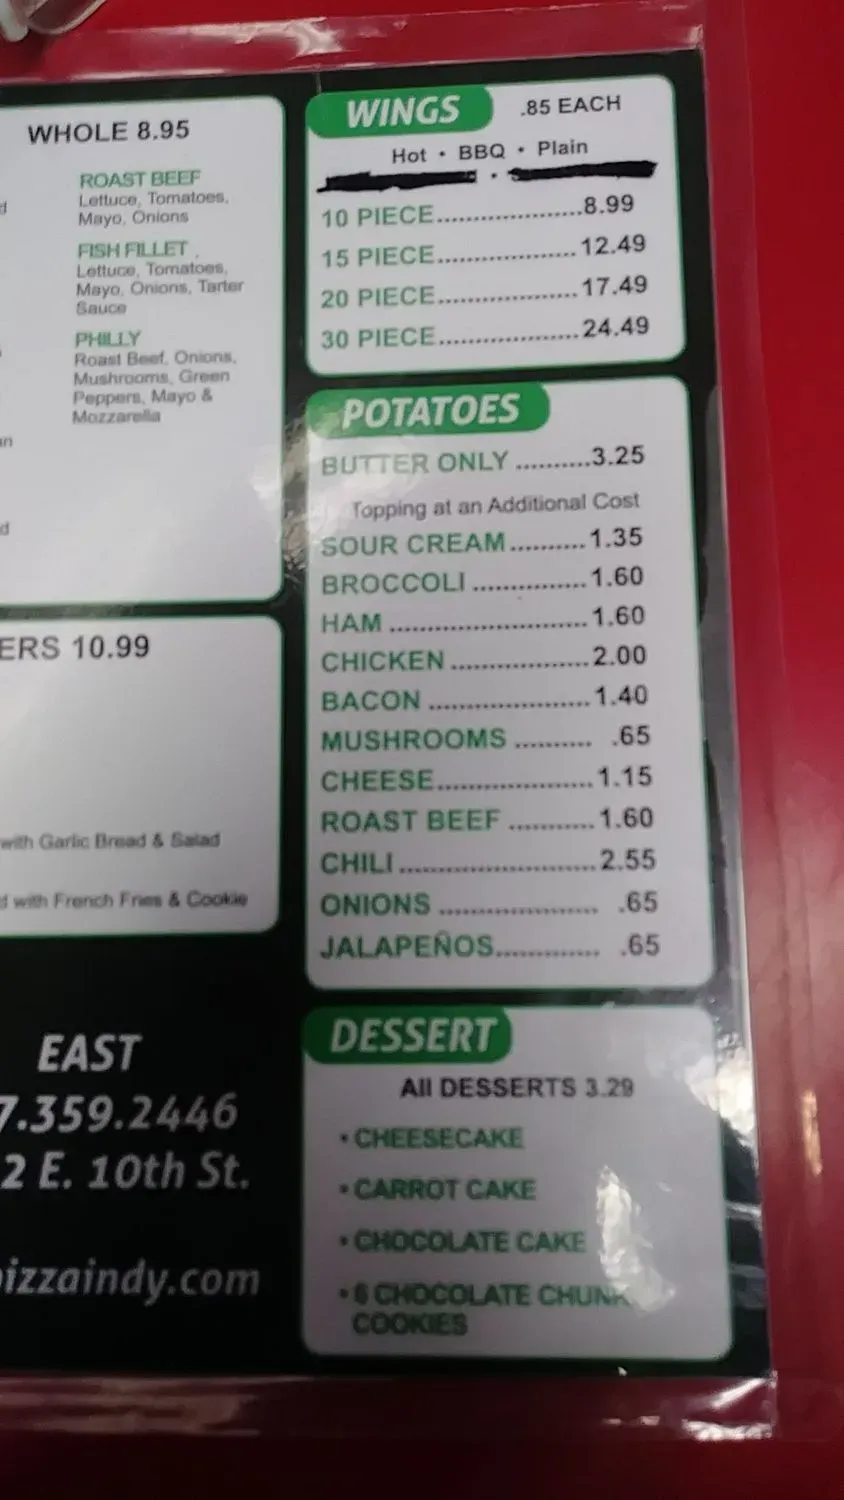 WHOLE 8.95
ROAST BEEF
Lettuce, Tomatoes,
Mayo, Onions
FISH FILLET
Lettuce, Tomatoes,
Mayo, Onions, Tarter
Sauce
PHILLY
Roast Beef, Onions,
Mushrooms, Green
Peppers, Mayo &
Mozzarella
ERS 10.99
with Garlic Bread & Salad
d with French Fries & Cookie
EAST
7.359.2446
2 E. 10th St.
pizzaindy.com
WINGS .85 EACH
Hot • BBQ • Plain
10 PIECE....................8.99
15 PIECE...................12.49
20 PIECE...................17.49
30 PIECE...................24.49
POTATOES
BUTTER ONLY ..........3.25
Topping at an Additional Cost
SOUR CREAM..........1.35
BROCCOLI ...............1.60
HAM ..........................1.60
CHICKEN ..................2.00
BACON .....................1.40
MUSHROOMS .......... .65
CHEESE.....................1.15
ROAST BEEF ...........1.60
CHILI..........................2.55
ONIONS ..................... .65
JALAPEÑOS.............. .65
DESSERT
All DESSERTS 3.29
• CHEESECAKE
• CARROT CAKE
• CHOCOLATE CAKE
• 6 CHOCOLATE CHUNK
COOKIES